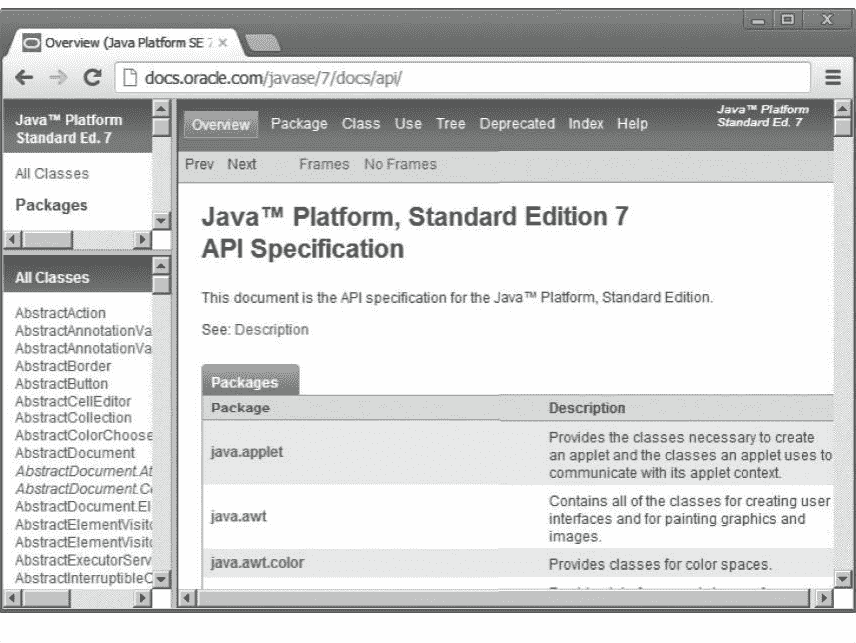 Overview (Java Platform SE 7
docs.oracle.com/javase/7/docs/api/
Java™ Platform
Standard Ed. 7
All Classes
Packages
All Classes
AbstractAction
AbstractAnnotationVa
AbstractAnnotationVa
AbstractBorder
AbstractButton
AbstractCellEditor
AbstractCollection
AbstractColorChoose
AbstractDocument
AbstractDocument.At
AbstractDocument.C
AbstractDocument.El
AbstractElementVisit
AbstractElementVisit
AbstractExecutorServ
AbstractInterruptibleC
Overview Package Class Use Tree Deprecated Index Help
Java™ Platform
Standard Ed. 7
Prev Next Frames No Frames
Java™ Platform, Standard Edition 7
API Specification
This document is the API specification for the Java™ Platform, Standard Edition.
See: Description
Packages
Package Description
java.applet
Provides the classes necessary to create
an applet and the classes an applet uses to
communicate with its applet context.
java.awt
Contains all of the classes for creating user
interfaces and for painting graphics and
images.
java.awt.color Provides classes for color spaces.